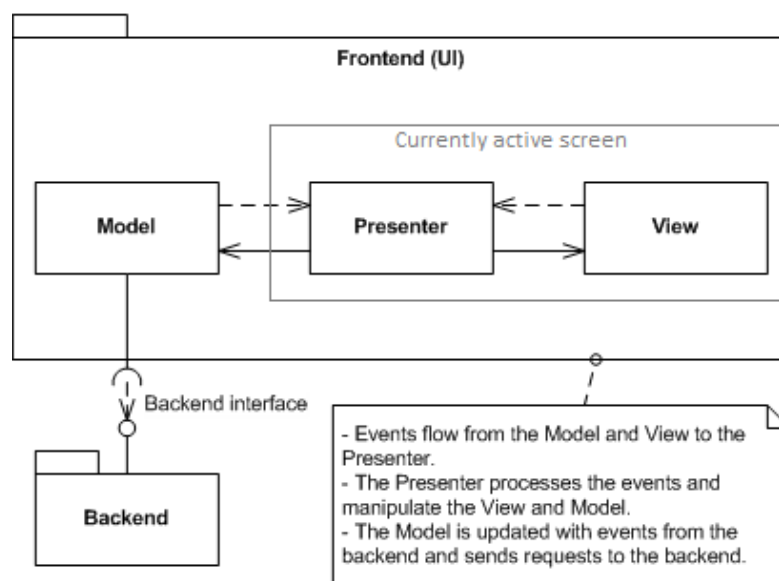 Frontend (UI)
Currently active screen
Model
Presenter
View
Backend interface
Backend
- Events flow from the Model and View to the
Presenter.
- The Presenter processes the events and
manipulate the View and Model.
- The Model is updated with events from the
backend and sends requests to the backend.